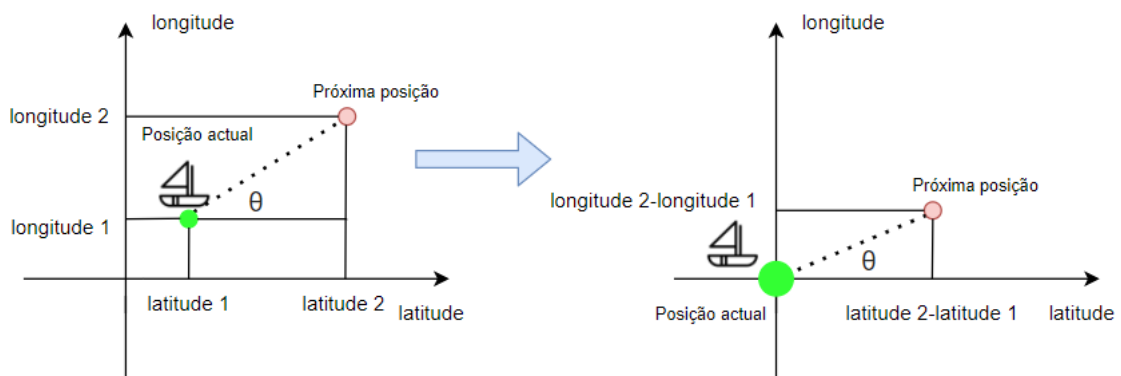 longitude
Próxima posição
longitude 2
Posição actual
θ
longitude 1
latitude 1
latitude 2
latitude
longitude
Próxima posição
longitude 2-longitude 1
θ
Posição actual
latitude 2-latitude 1
latitude